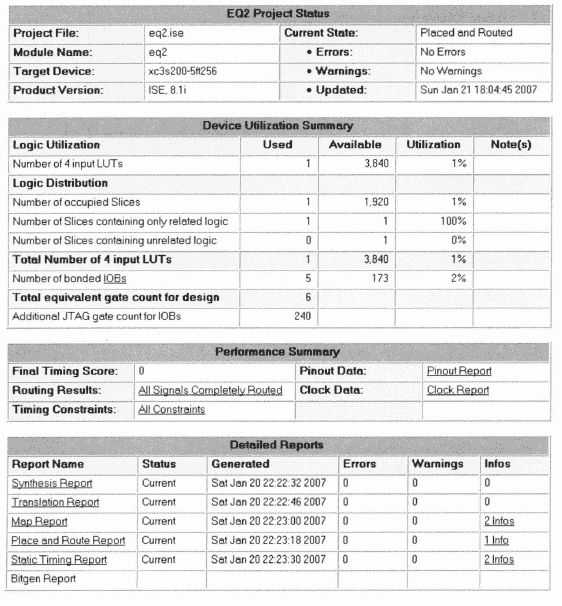 EQ2 Project Status
Project File: eq2.ise Current State: Placed and Routed
Module Name: eq2 • Errors: No Errors
Target Device: xc3s200-5ft256 • Warnings: No Warnings
Product Version: ISE, 8.1i • Updated: Sun Jan 21 18:04:45 2007
Device Utilization Summary
Logic Utilization Used Available Utilization Note(s)
Number of 4 input LUTs 1 3,840 1%
Logic Distribution
Number of occupied Slices 1 1,920 1%
Number of Slices containing only related logic 1 1 100%
Number of Slices containing unrelated logic 0 1 0%
Total Number of 4 input LUTs 1 3,840 1%
Number of bonded IOBs 5 173 2%
Total equivalent gate count for design 6
Additional JTAG gate count for IOBs 240
Performance Summary
Final Timing Score: 0 Pinout Data: Pinout Report
Routing Results: All Signals Completely Routed Clock Data: Clock Report
Timing Constraints: All Constraints
Detailed Reports
Report Name Status Generated Errors Warnings Infos
Synthesis Report Current Sat Jan 20 22:22:32 2007 0 0 0
Translation Report Current Sat Jan 20 22:22:46 2007 0 0 0
Map Report Current Sat Jan 20 22:23:00 2007 0 0 2 Infos
Place and Route Report Current Sat Jan 20 22:23:18 2007 0 0 1 Info
Static Timing Report Current Sat Jan 20 22:23:30 2007 0 0 2 Infos
Bitgen Report